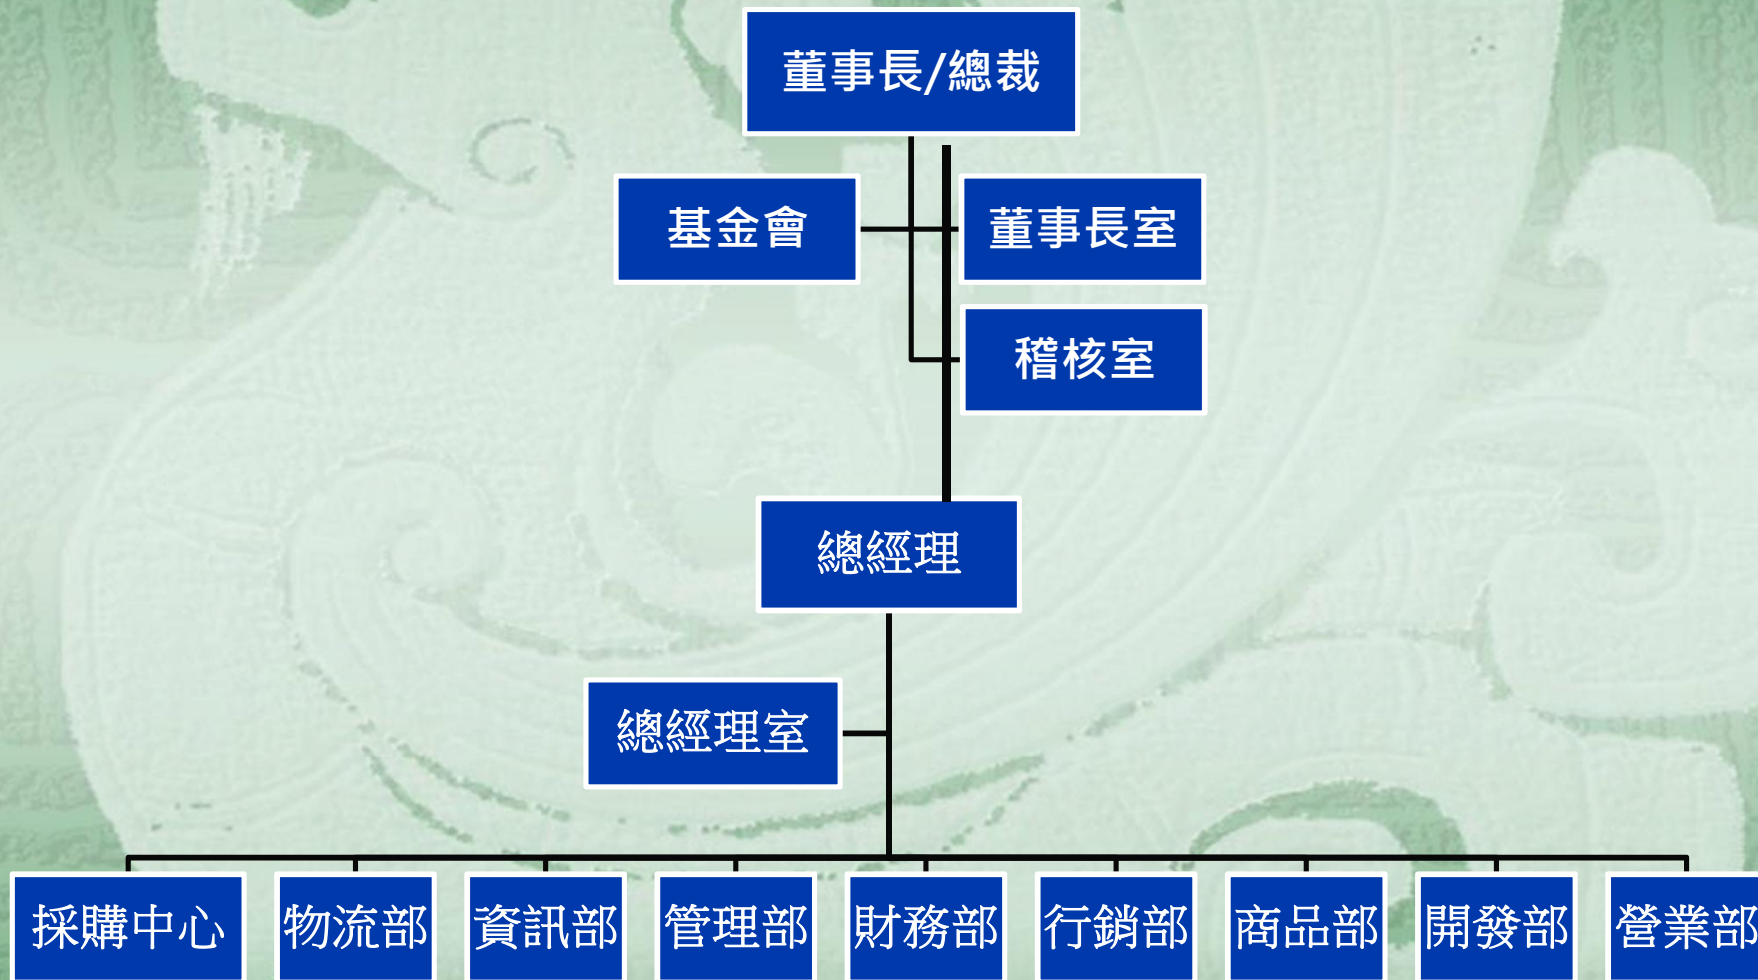 董事長/總裁
基金會
董事長室
稽核室
總經理
總經理室
採購中心
物流部
資訊部
管理部
財務部
行銷部
商品部
開發部
營業部